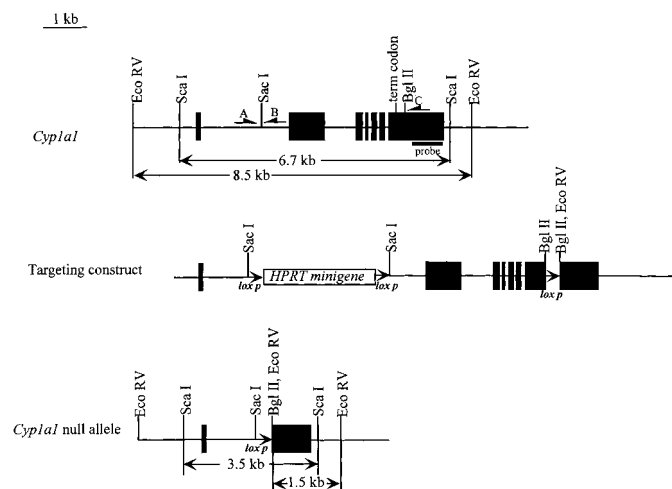 1 kb
Eco RV
Sca I
Sac I
term codon
Bgl II
Sca I
Eco RV
A
B
C
Cyp1a1
probe
6.7 kb
8.5 kb
Sac I
Sac I
Bgl II
Bgl II, Eco RV
Targeting construct
HPRT minigene
lox p
lox p
lox p
Eco RV
Sca I
Sac I
Bgl II, Eco RV
Sca I
Eco RV
Cyp1a1 null allele
lox p
3.5 kb
1.5 kb